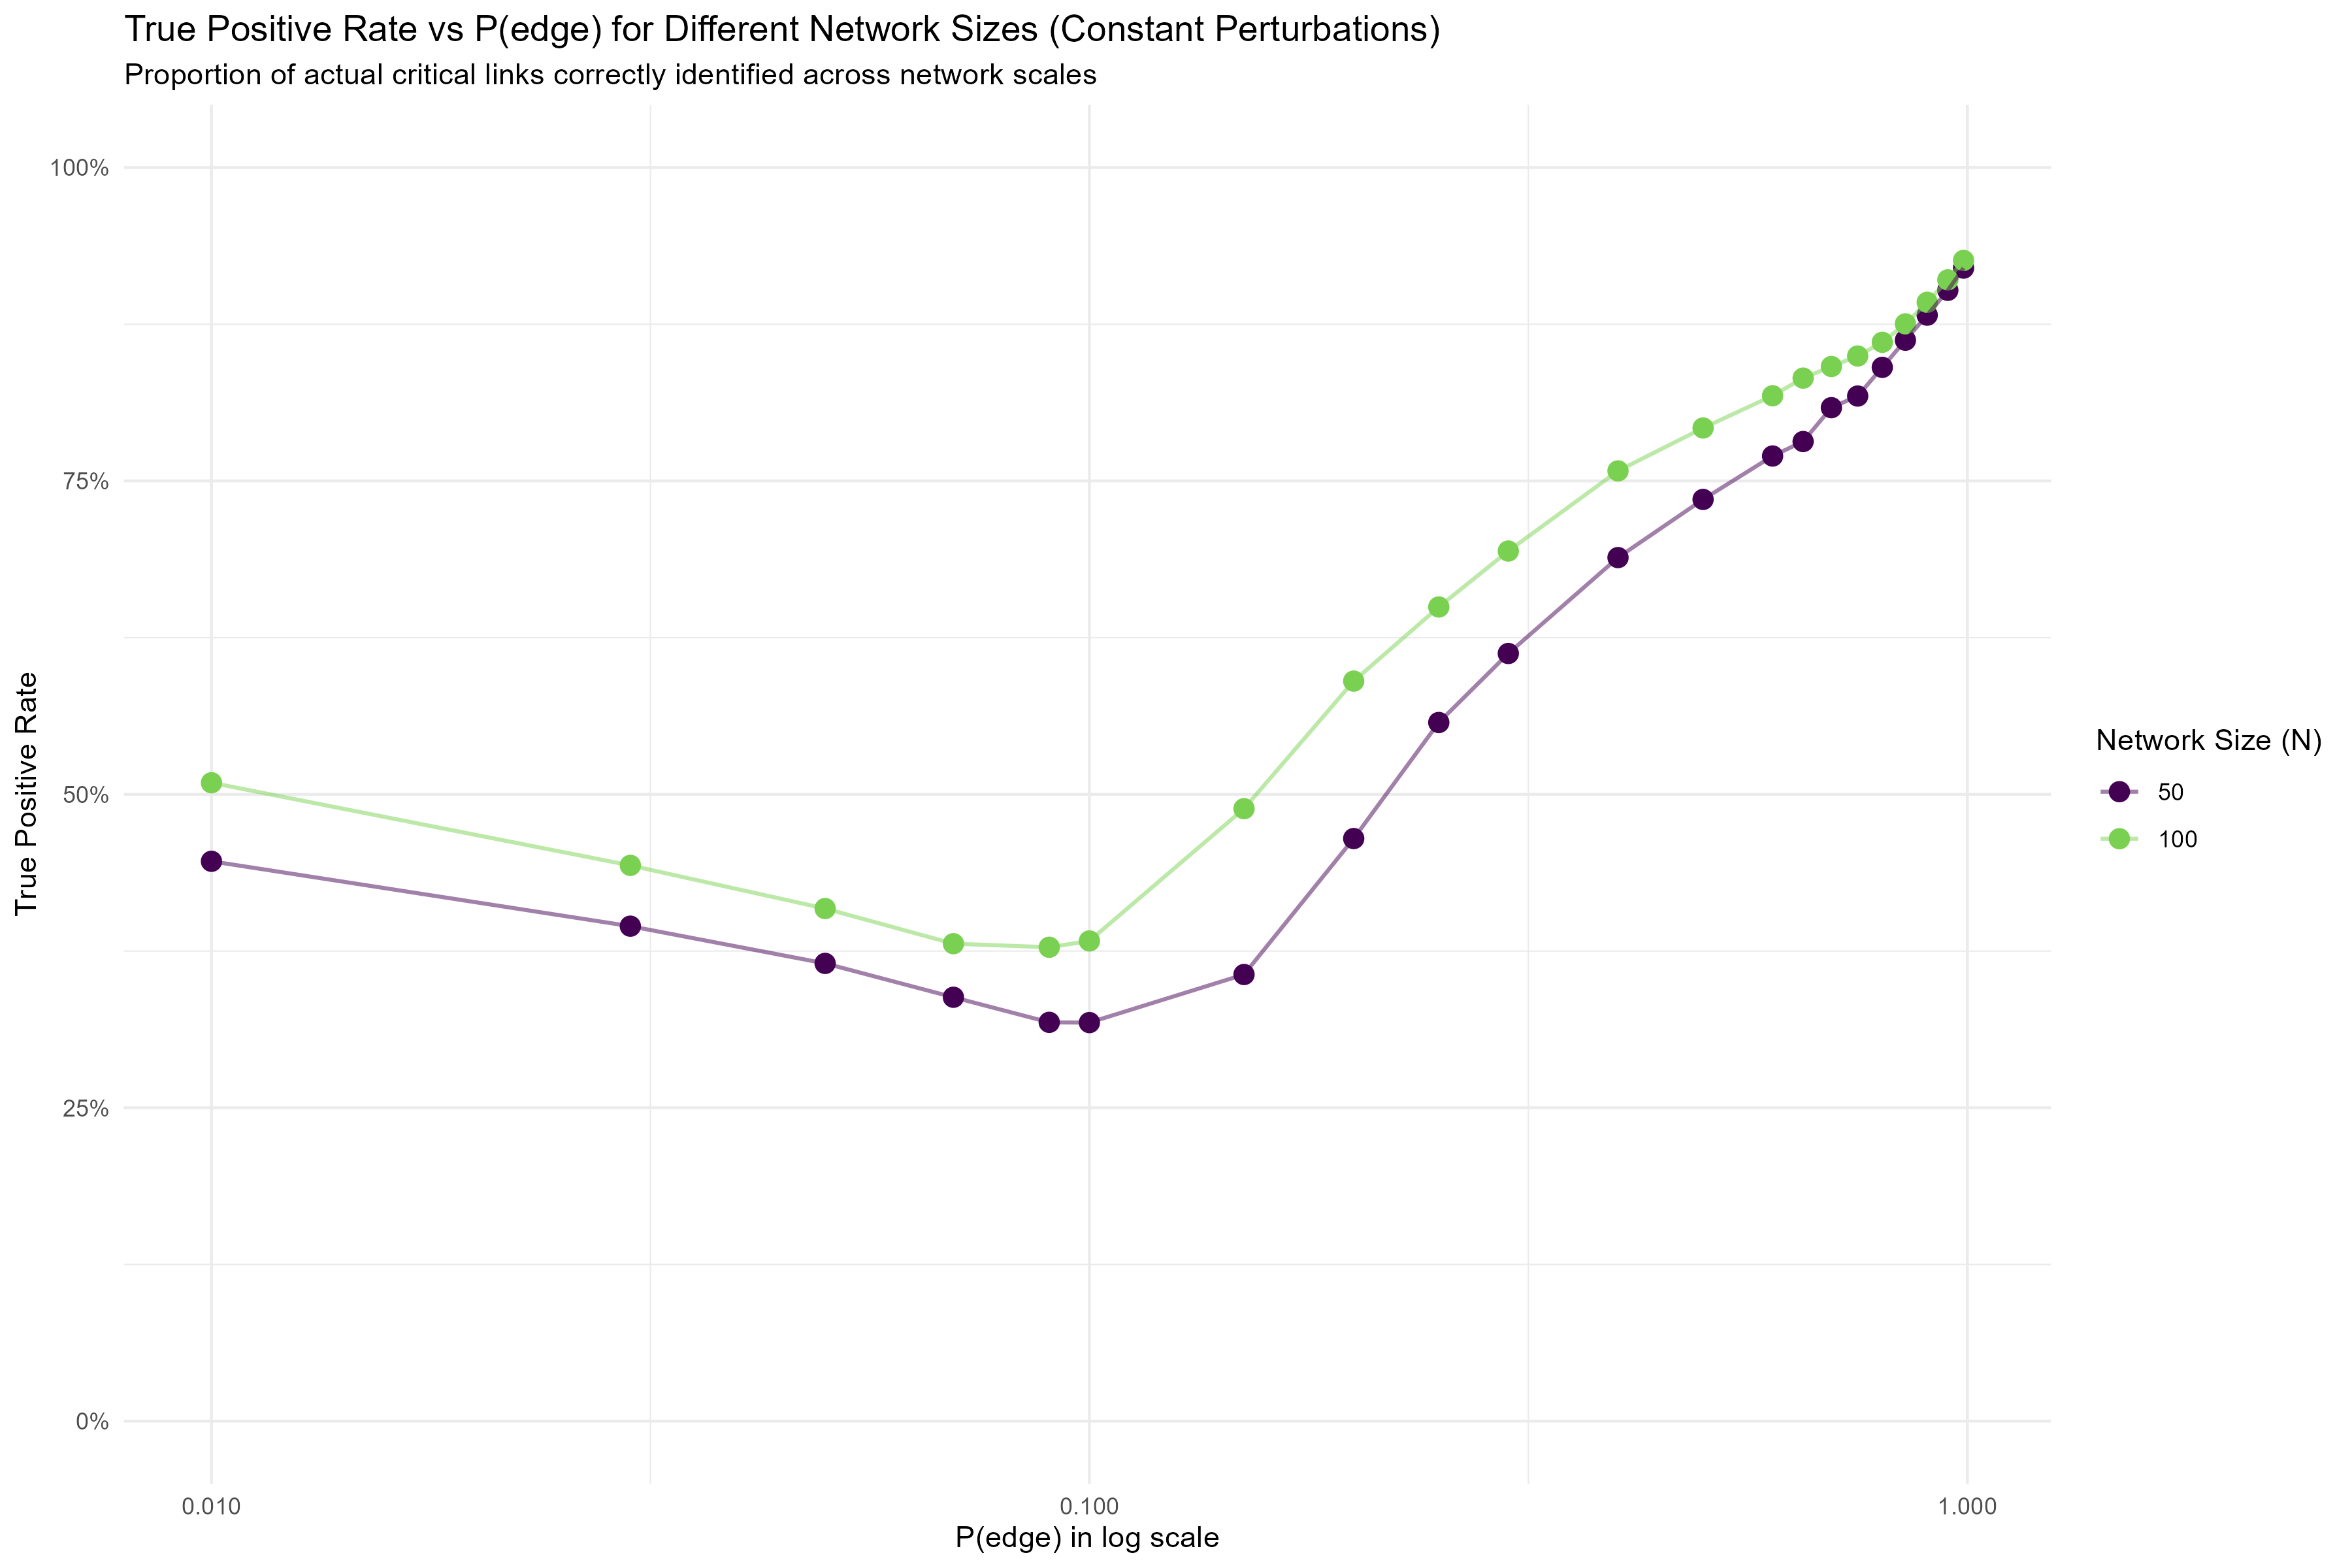 True Positive Rate vs P(edge) for Different Network Sizes (Constant Perturbations)
Proportion of actual critical links correctly identified across network scales
100%
75%
50%
25%
0%
True Positive Rate
0.010
0.100
1.000
P(edge) in log scale
Network Size (N)
50
100